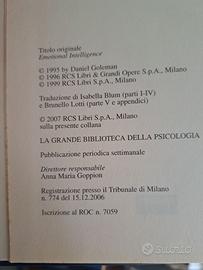 Titolo originale
Emotional Intelligence
© 1995 by Daniel Goleman
© 1996 RCS Libri & Grandi Opere S.p.A., Milano
© 1999 RCS Libri S.p.A., Milano
Traduzione di Isabella Blum (parti I-IV)
e Brunello Lotti (parte V e appendici)
© 2007 RCS Libri S.p.A., Milano
sulla presente collana
LA GRANDE BIBLIOTECA DELLA PSICOLOGIA
Pubblicazione periodica settimanale
Direttore responsabile
Anna Maria Goppion
Registrazione presso il Tribunale di Milano
n. 774 del 15.12.2006
Iscrizione al ROC n. 7059
subito